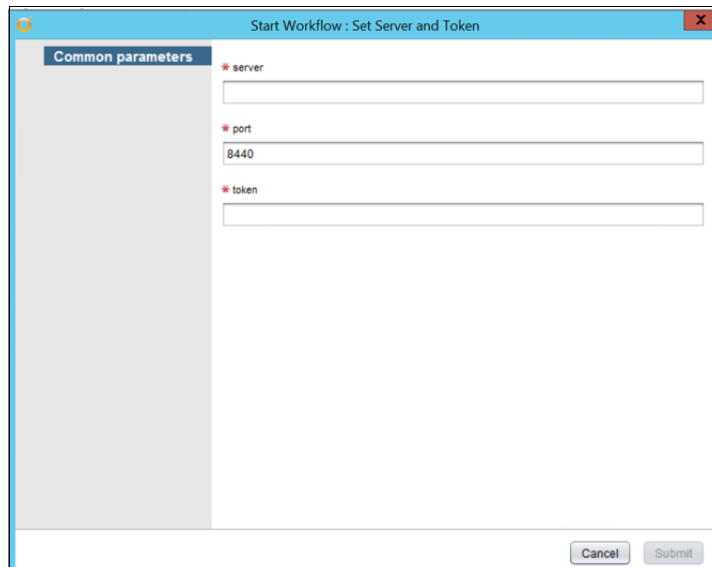 Start Workflow : Set Server and Token
X
Common parameters
* server
* port
8440
* token
Cancel
Submit